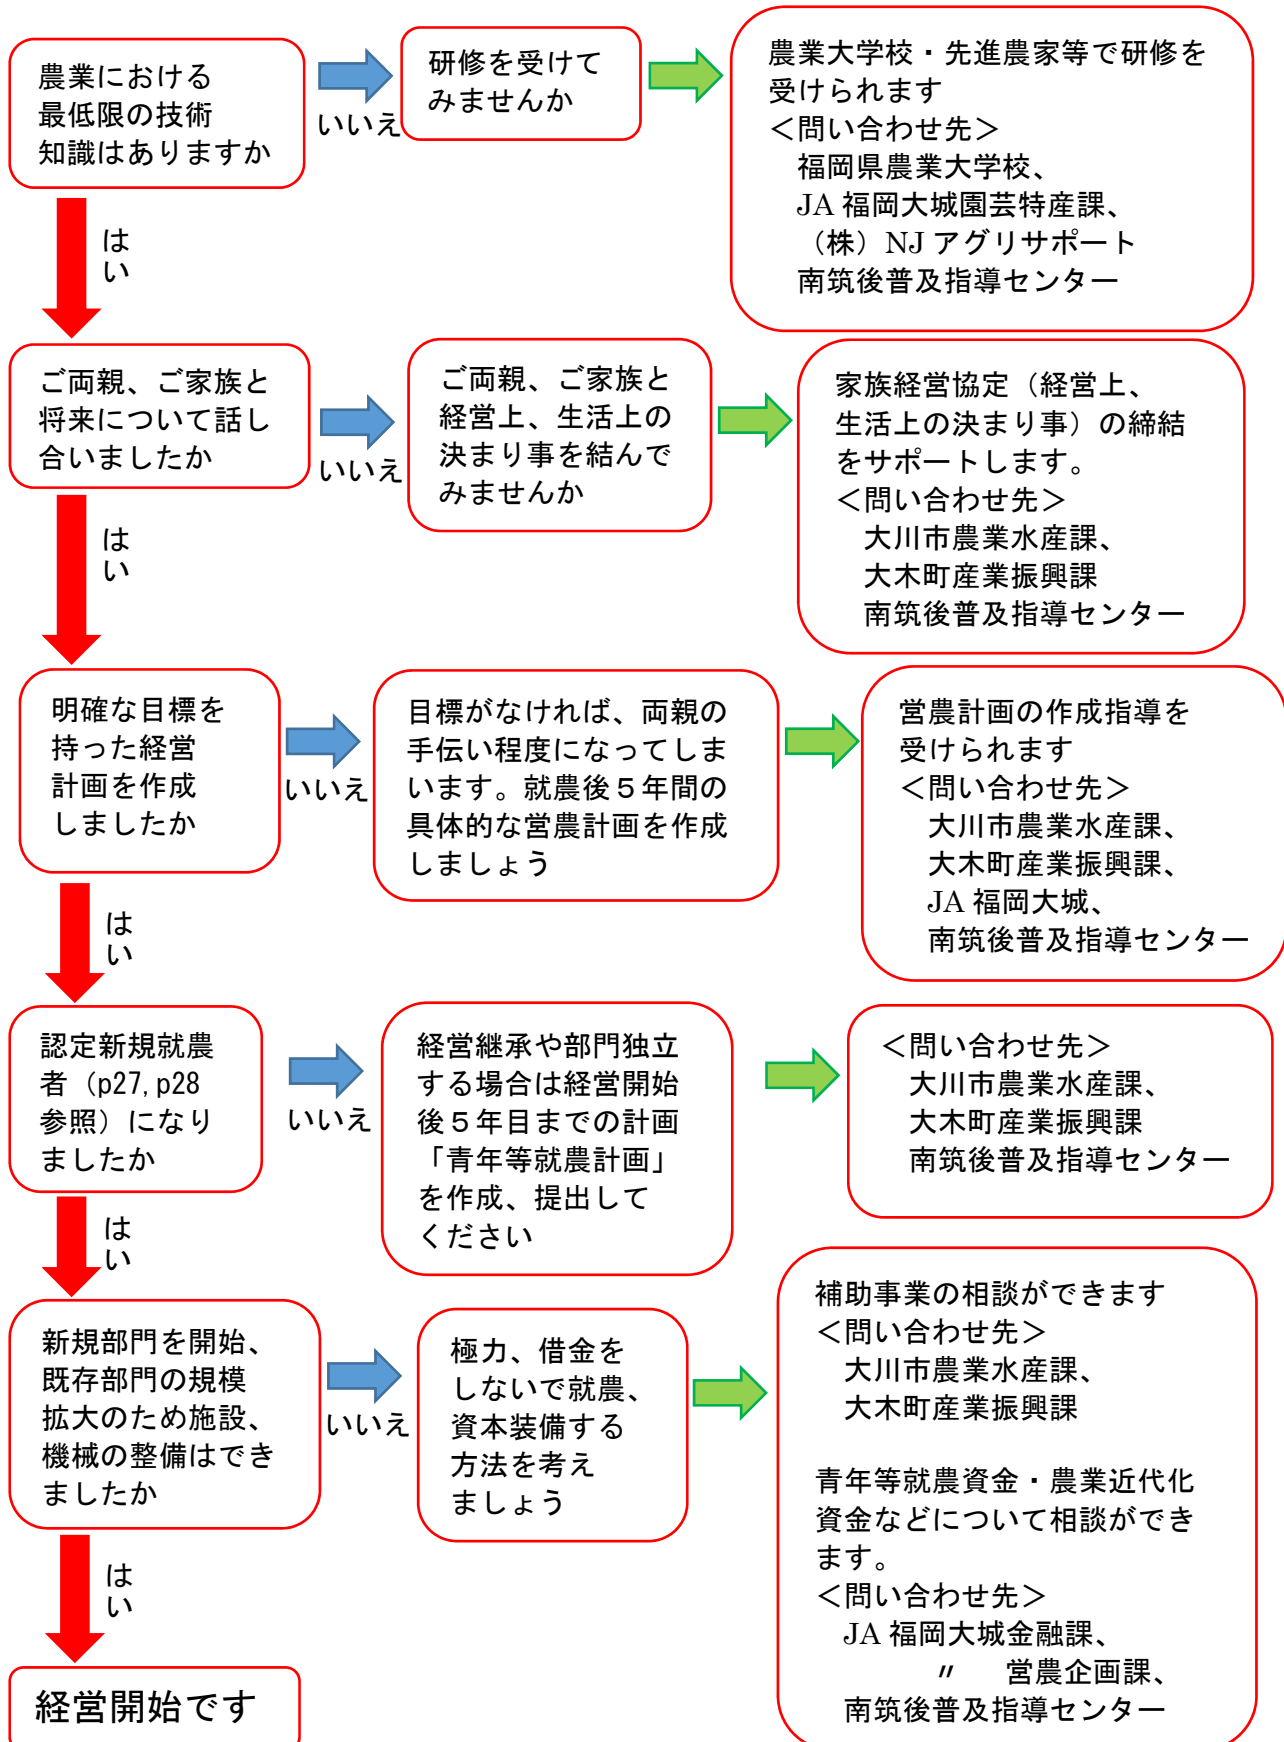 農業における
最低限の技術
知識はありますか
いいえ
研修を受けて
みませんか
農業大学校・先進農家等で研修を
受けられます
＜問い合わせ先＞
福岡県農業大学校、
JA 福岡大城園芸特産課、
（株）NJ アグリサポート
南筑後普及指導センター
はい
ご両親、ご家族と
将来について話し
合いましたか
いいえ
ご両親、ご家族と
経営上、生活上の
決まり事を結んで
みませんか
家族経営協定（経営上、
生活上の決まり事）の締結
をサポートします。
＜問い合わせ先＞
大川市農業水産課、
大木町産業振興課
南筑後普及指導センター
はい
明確な目標を
持った経営
計画を作成
しましたか
いいえ
目標がなければ、両親の
手伝い程度になってしま
います。就農後５年間の
具体的な営農計画を作成
しましょう
営農計画の作成指導を
受けられます
＜問い合わせ先＞
大川市農業水産課、
大木町産業振興課、
JA 福岡大城、
南筑後普及指導センター
はい
認定新規就農
者（p27,p28
参照）になり
ましたか
いいえ
経営継承や部門独立
する場合は経営開始
後５年目までの計画
「青年等就農計画」
を作成、提出して
ください
＜問い合わせ先＞
大川市農業水産課、
大木町産業振興課
南筑後普及指導センター
はい
新規部門を開始、
既存部門の規模
拡大のため施設、
機械の整備はでき
ましたか
いいえ
極力、借金を
しないで就農、
資本装備する
方法を考え
ましょう
補助事業の相談ができます
＜問い合わせ先＞
大川市農業水産課、
大木町産業振興課
青年等就農資金・農業近代化
資金などについて相談ができ
ます。
＜問い合わせ先＞
JA 福岡大城金融課、
〃 営農企画課、
南筑後普及指導センター
はい
経営開始です